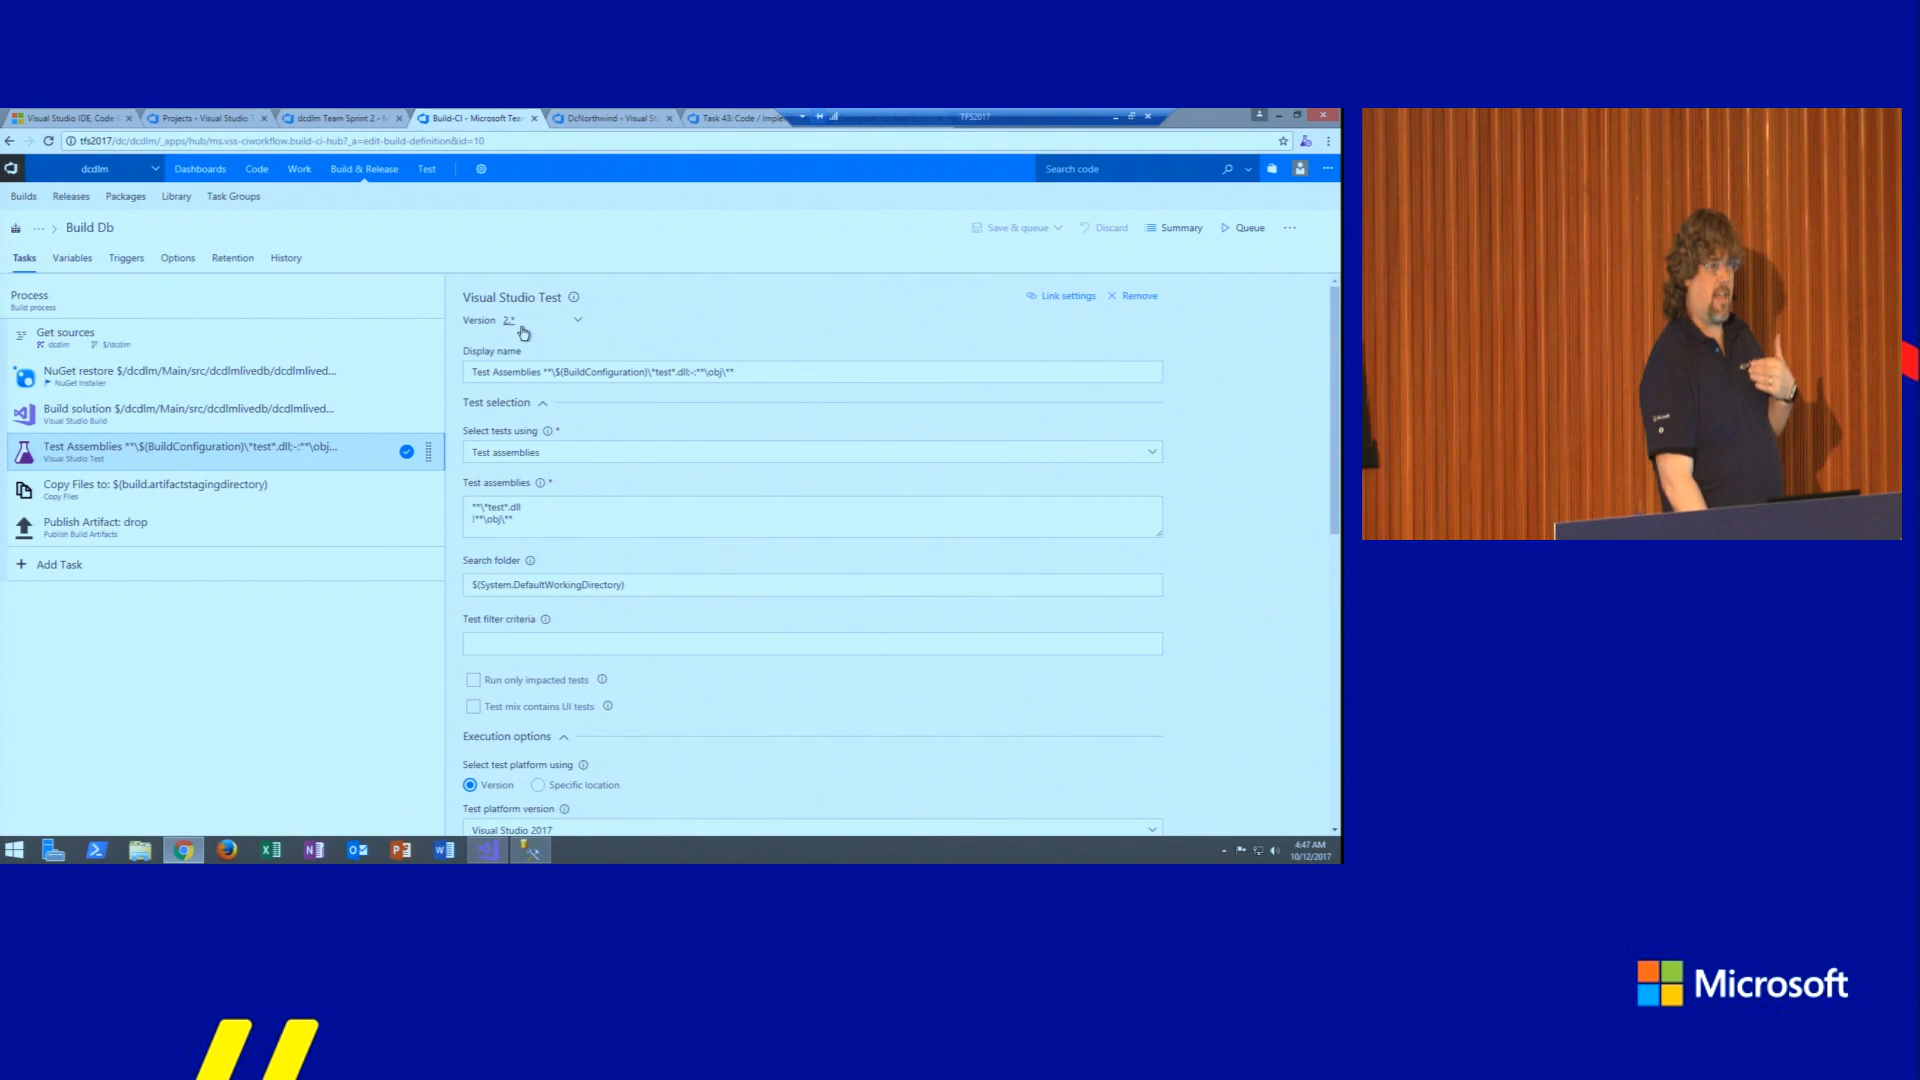 Visual Studio IDE, Code
Projects - Visual Studio
dcdlm Team Sprint 2 - M
Build-CI - Microsoft Team
DcNorthwind - Visual St
Task 43: Code / Imple
TFS2017
tfs2017/dc/dcdlm/_apps/hub/ms.vss-ciworkflow.build-ci-hub?_a=edit-build-definition&id=10
dcdlm
Dashboards
Code
Work
Build & Release
Test
Search code
Builds
Releases
Packages
Library
Task Groups
Build Db
Save & queue
Discard
Summary
Queue
Tasks
Variables
Triggers
Options
Retention
History
Process
Build process
Get sources
dcdlm
$/dcdlm
NuGet restore $/dcdlm/Main/src/dcdlmlivedb/dcdlmlived...
NuGet Installer
Build solution $/dcdlm/Main/src/dcdlmlivedb/dcdlmlived...
Visual Studio Build
Test Assemblies **\$(BuildConfiguration)\*test*.dll;-:**\obj...
Visual Studio Test
Copy Files to: $(build.artifactstagingdirectory)
Copy Files
Publish Artifact: drop
Publish Build Artifacts
Add Task
Visual Studio Test
Link settings
Remove
Version 2.*
Display name
Test Assemblies **\$(BuildConfiguration)\*test*.dll;-:**\obj\**
Test selection
Select tests using *
Test assemblies
Test assemblies *
**\*test*.dll
!**\obj\**
Search folder
$(System.DefaultWorkingDirectory)
Test filter criteria
Run only impacted tests
Test mix contains UI tests
Execution options
Select test platform using
Version
Specific location
Test platform version
Visual Studio 2017
4:47 AM
10/12/2017
Microsoft